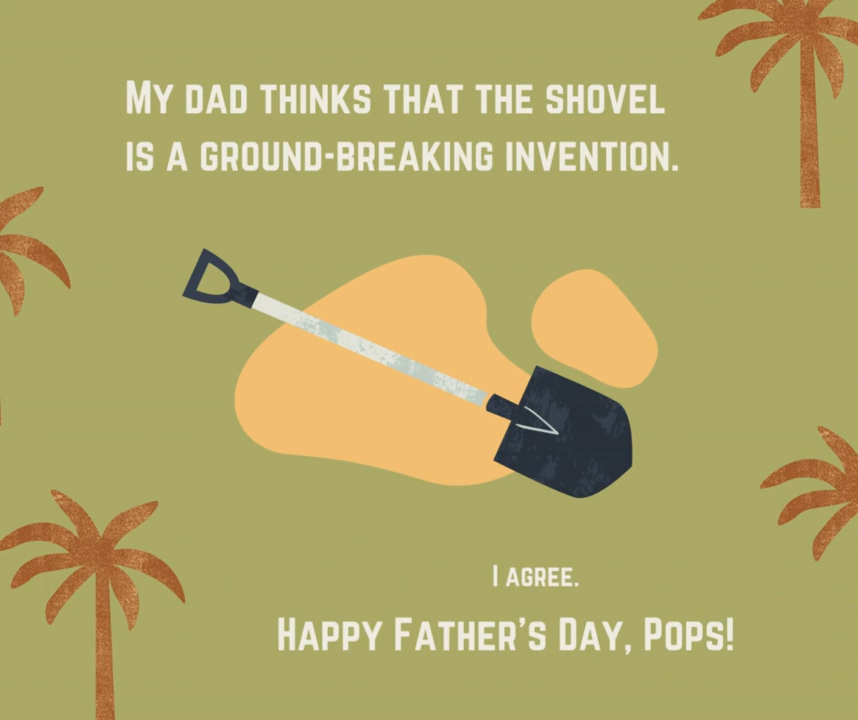 My dad thinks that the shovel
is a ground-breaking invention.
I agree.
Happy Father's Day, Pops!